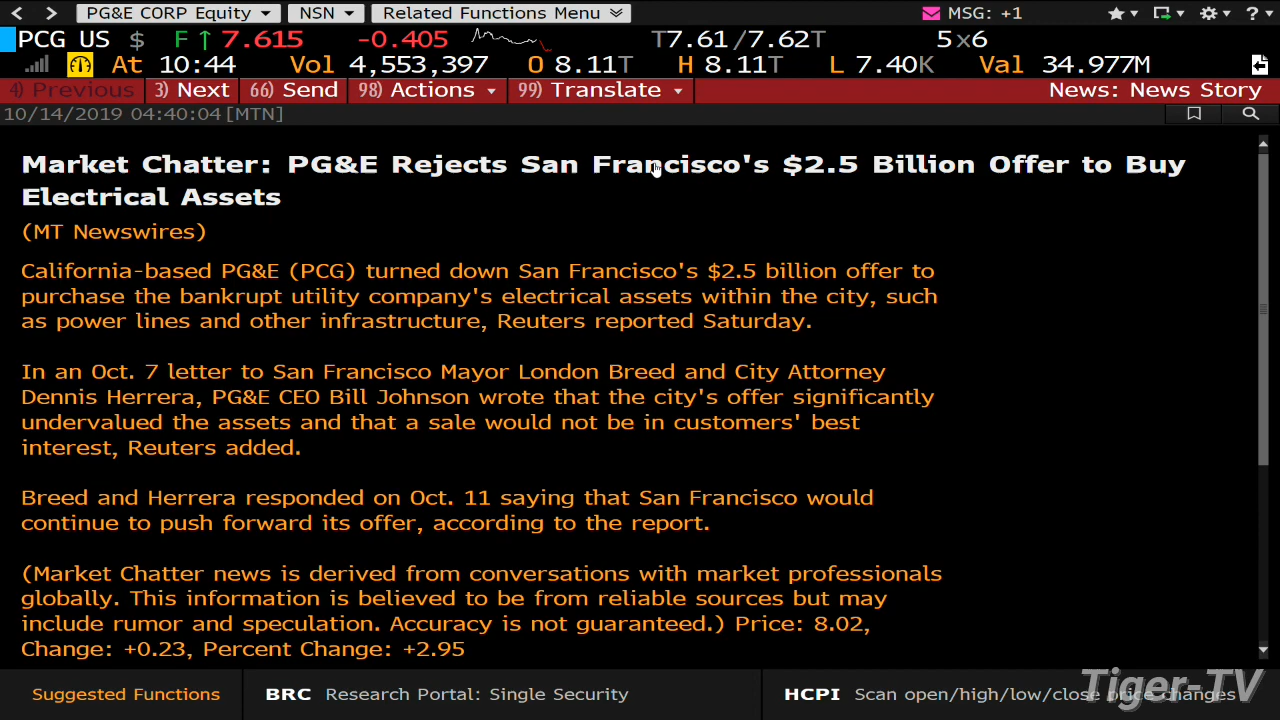 PG&E CORP Equity NSN Related Functions Menu MSG: +1 ?
PCG US $ F ↑ 7.615 -0.405 T7.61/7.62T 5x6
At 10:44 Vol 4,553,397 O 8.11T H 8.11T L 7.40K Val 34.977M
4) Previous 3) Next 66) Send 98) Actions 99) Translate News: News Story
10/14/2019 04:40:04 [MTN]
Market Chatter: PG&E Rejects San Francisco's $2.5 Billion Offer to Buy
Electrical Assets
(MT Newswires)
California-based PG&E (PCG) turned down San Francisco's $2.5 billion offer to
purchase the bankrupt utility company's electrical assets within the city, such
as power lines and other infrastructure, Reuters reported Saturday.
In an Oct. 7 letter to San Francisco Mayor London Breed and City Attorney
Dennis Herrera, PG&E CEO Bill Johnson wrote that the city's offer significantly
undervalued the assets and that a sale would not be in customers' best
interest, Reuters added.
Breed and Herrera responded on Oct. 11 saying that San Francisco would
continue to push forward its offer, according to the report.
(Market Chatter news is derived from conversations with market professionals
globally. This information is believed to be from reliable sources but may
include rumor and speculation. Accuracy is not guaranteed.) Price: 8.02,
Change: +0.23, Percent Change: +2.95
Suggested Functions BRC Research Portal: Single Security HCPI Scan open/high/low/close price changes
Tiger-TV